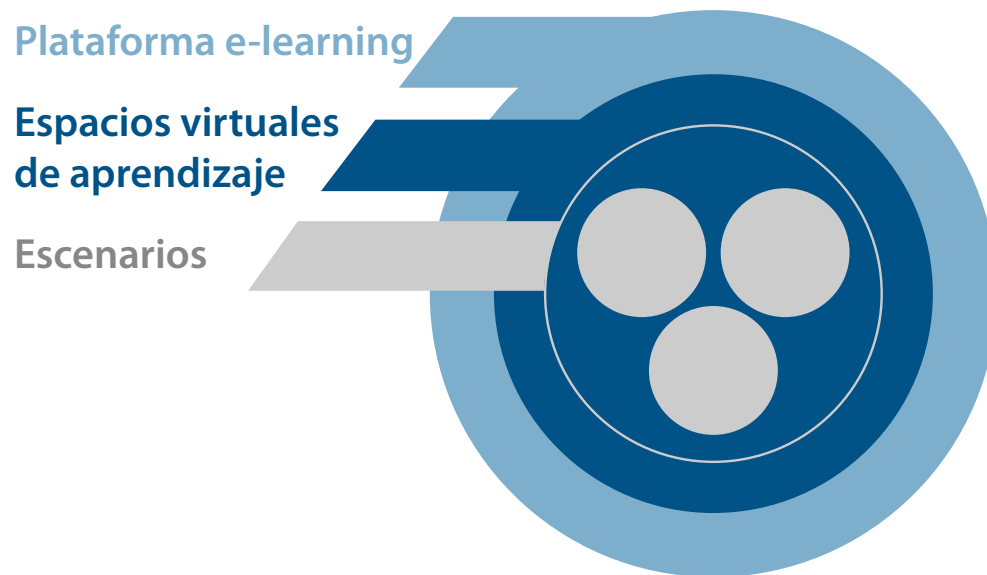 Plataforma e-learning
Espacios virtuales
de aprendizaje
Escenarios